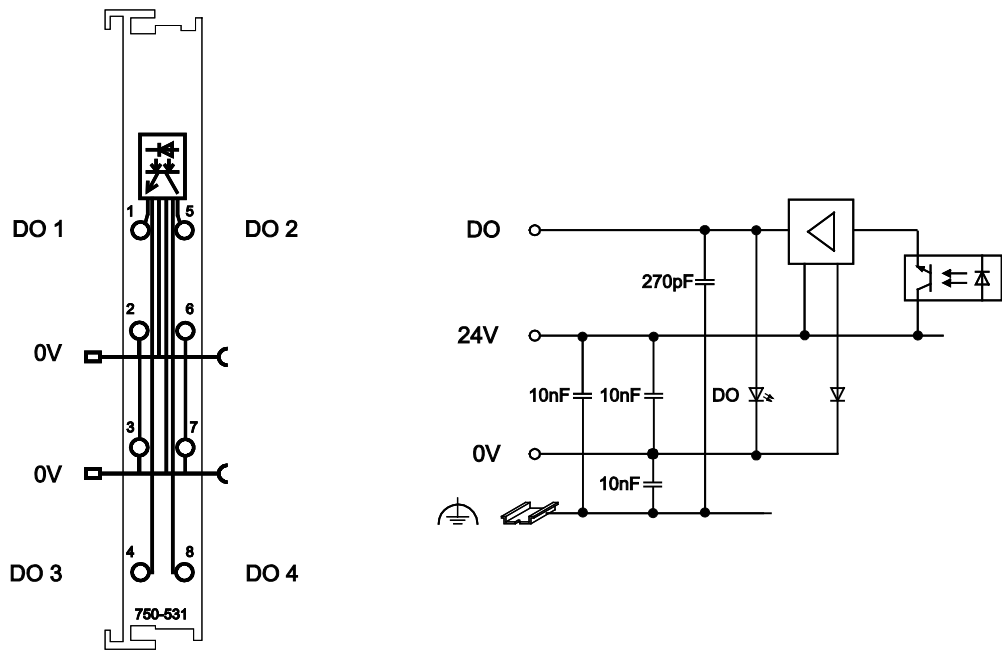 1 5
DO 1 DO 2
2 6
0V
3 7
0V
4 8
DO 3 DO 4
750-531
DO
270pF
24V
10nF 10nF DO
0V
10nF